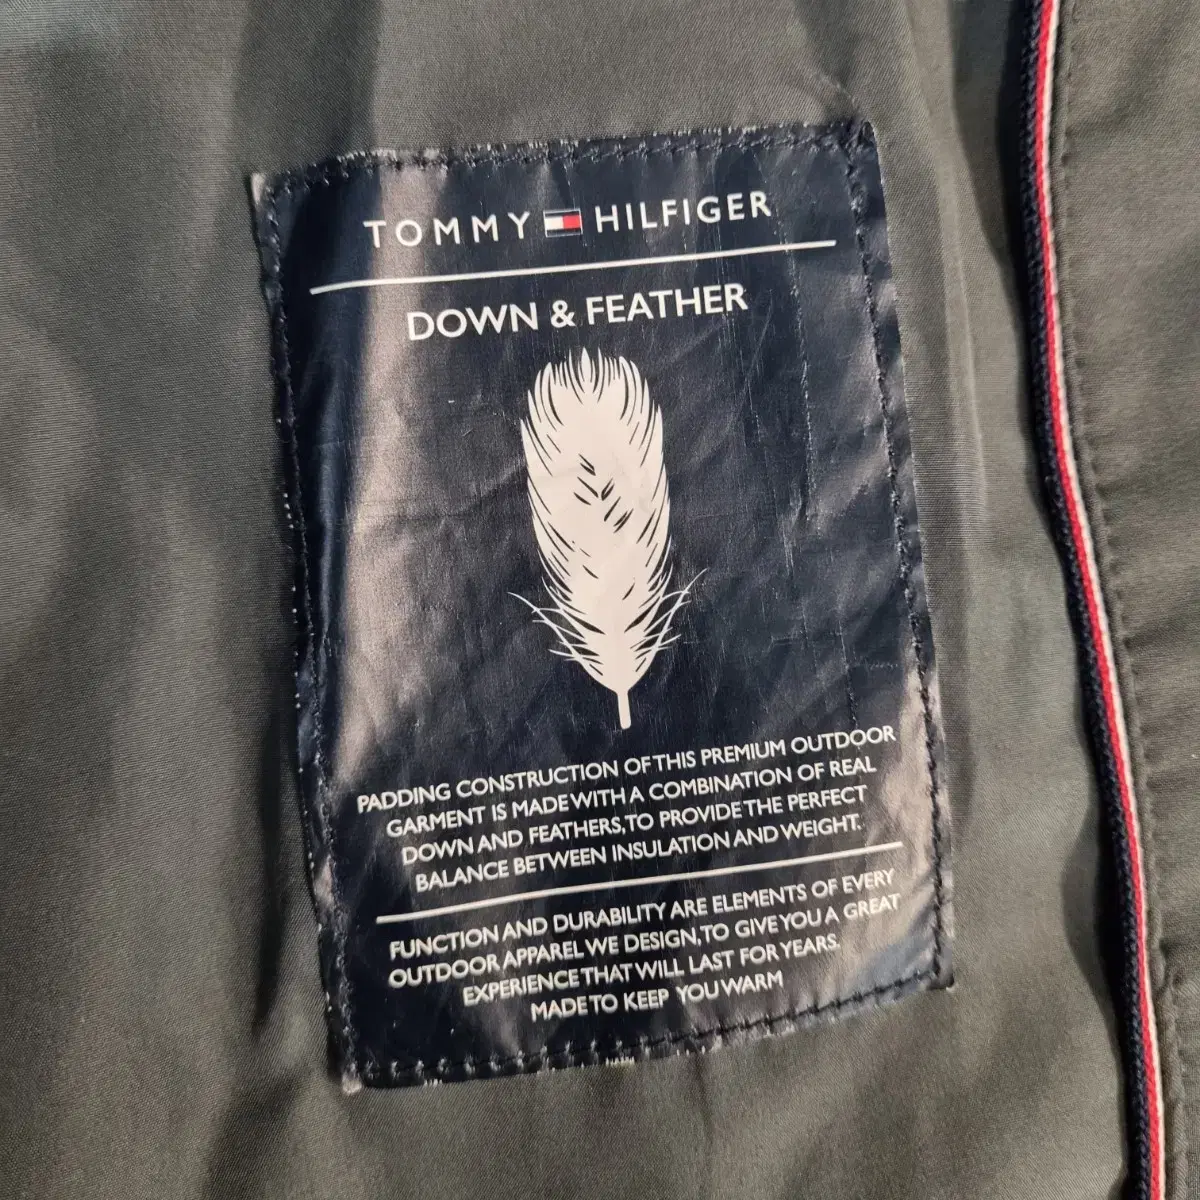 TOMMY HILFIGER
DOWN & FEATHER
PADDING CONSTRUCTION OF THIS PREMIUM OUTDOOR
GARMENT IS MADE WITH A COMBINATION OF REAL
DOWN AND FEATHERS, TO PROVIDE THE PERFECT
BALANCE BETWEEN INSULATION AND WEIGHT.
FUNCTION AND DURABILITY ARE ELEMENTS OF EVERY
OUTDOOR APPAREL WE DESIGN, TO GIVE YOU A GREAT
EXPERIENCE THAT WILL LAST FOR YEARS.
MADE TO KEEP YOU WARM